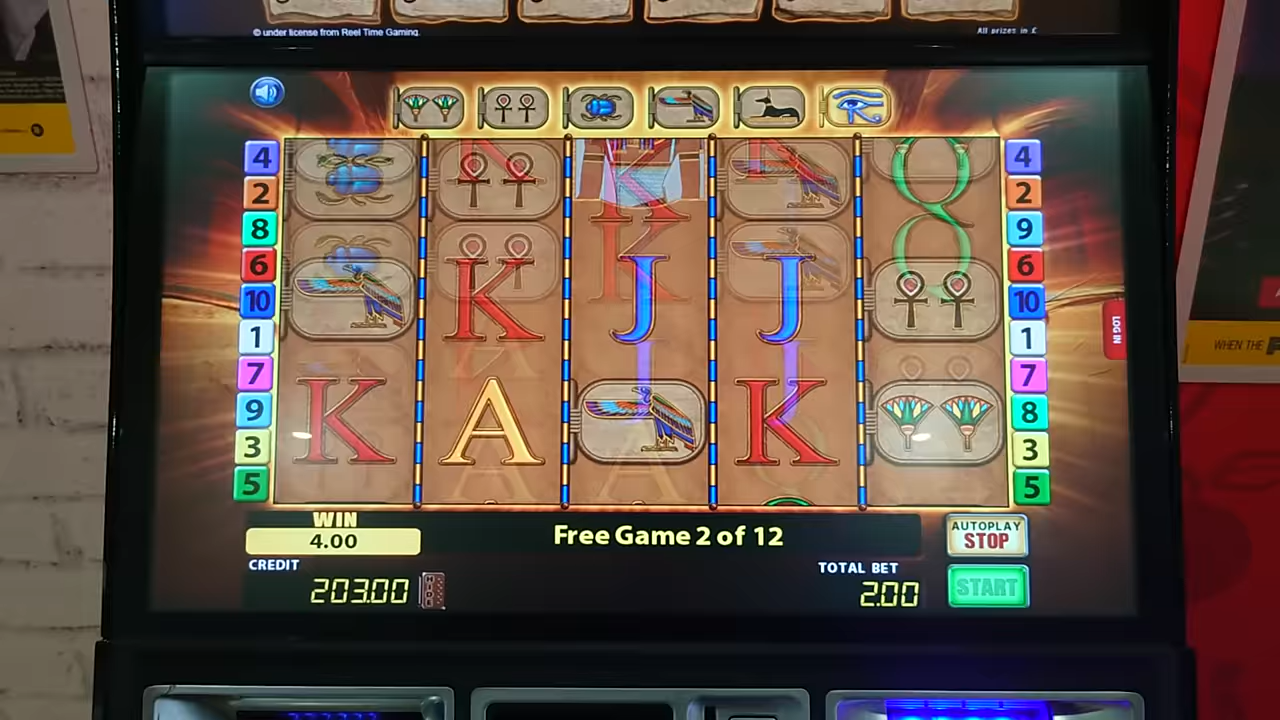 © under license from Reel Time Gaming.
All prizes in £
4
2
8
6
10
1
7
9
3
5
4
2
9
6
10
1
7
8
3
5
K Q
K
K J J
K A K
LOG IN
WHEN THE
WIN
4.00
Free Game 2 of 12
AUTOPLAY
STOP
CREDIT
203.00
TOTAL BET
2.00
START